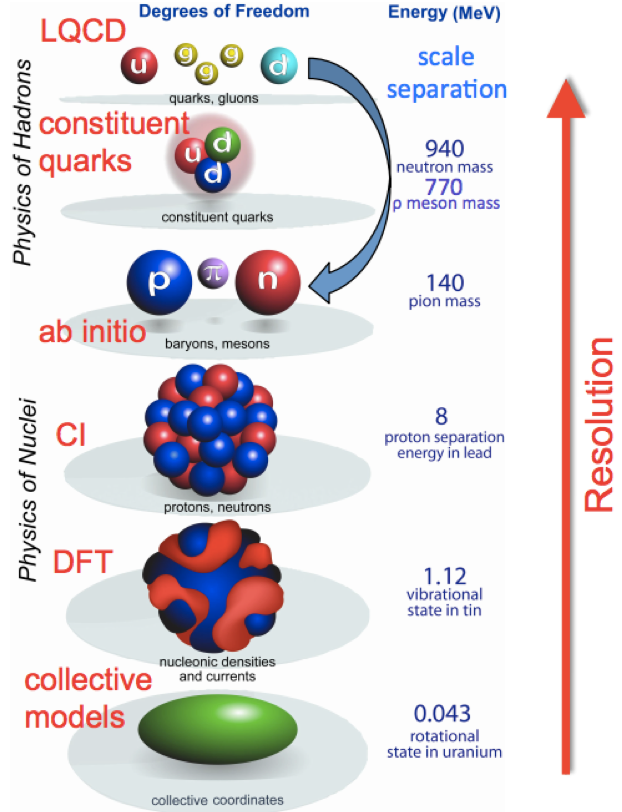 Degrees of Freedom
Energy (MeV)
LQCD
u
g
g
g
d
quarks, gluons
scale
separation
Physics of Hadrons
constituent
quarks
u
d
d
constituent quarks
940
neutron mass
770
ρ meson mass
p
π
n
140
pion mass
ab initio
baryons, mesons
Resolution
Physics of Nuclei
CI
8
proton separation
energy in lead
protons, neutrons
DFT
1.12
vibrational
state in tin
nucleonic densities
and currents
collective
models
0.043
rotational
state in uranium
collective coordinates